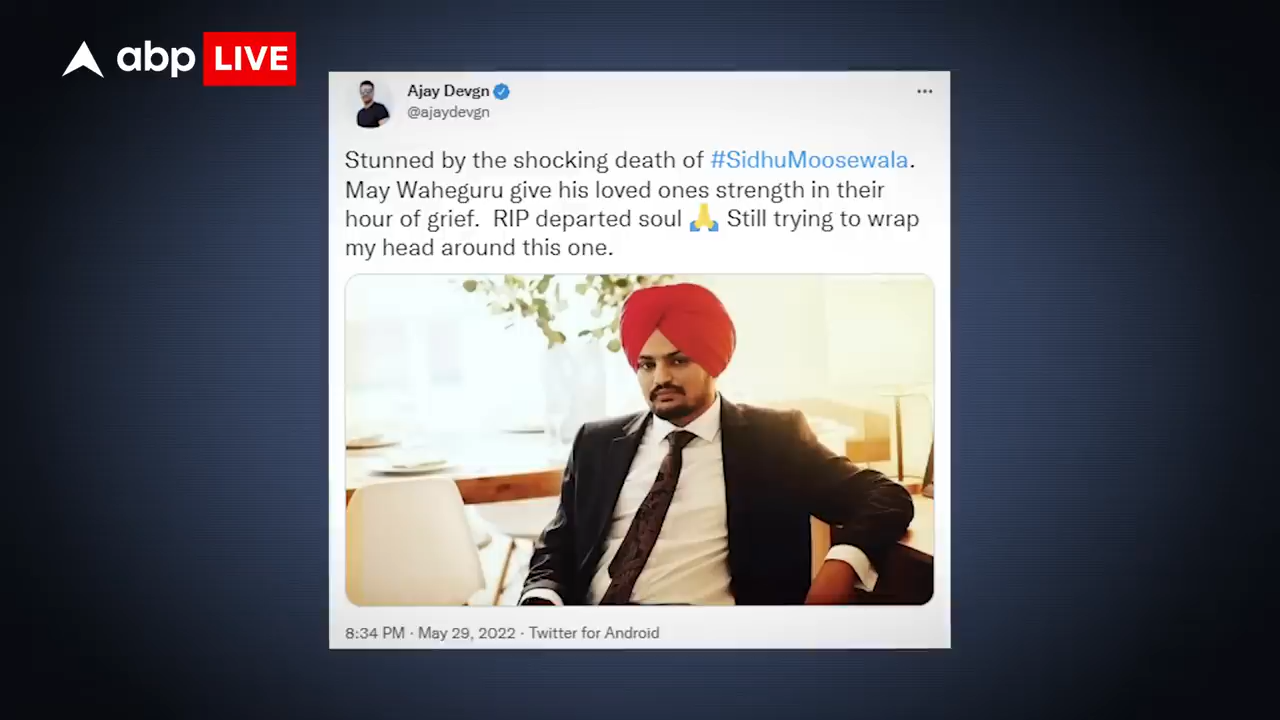 abp LIVE
Ajay Devgn
@ajaydevgn
Stunned by the shocking death of #SidhuMoosewala.
May Waheguru give his loved ones strength in their
hour of grief.  RIP departed soul 🙏 Still trying to wrap
my head around this one.
8:34 PM · May 29, 2022 · Twitter for Android